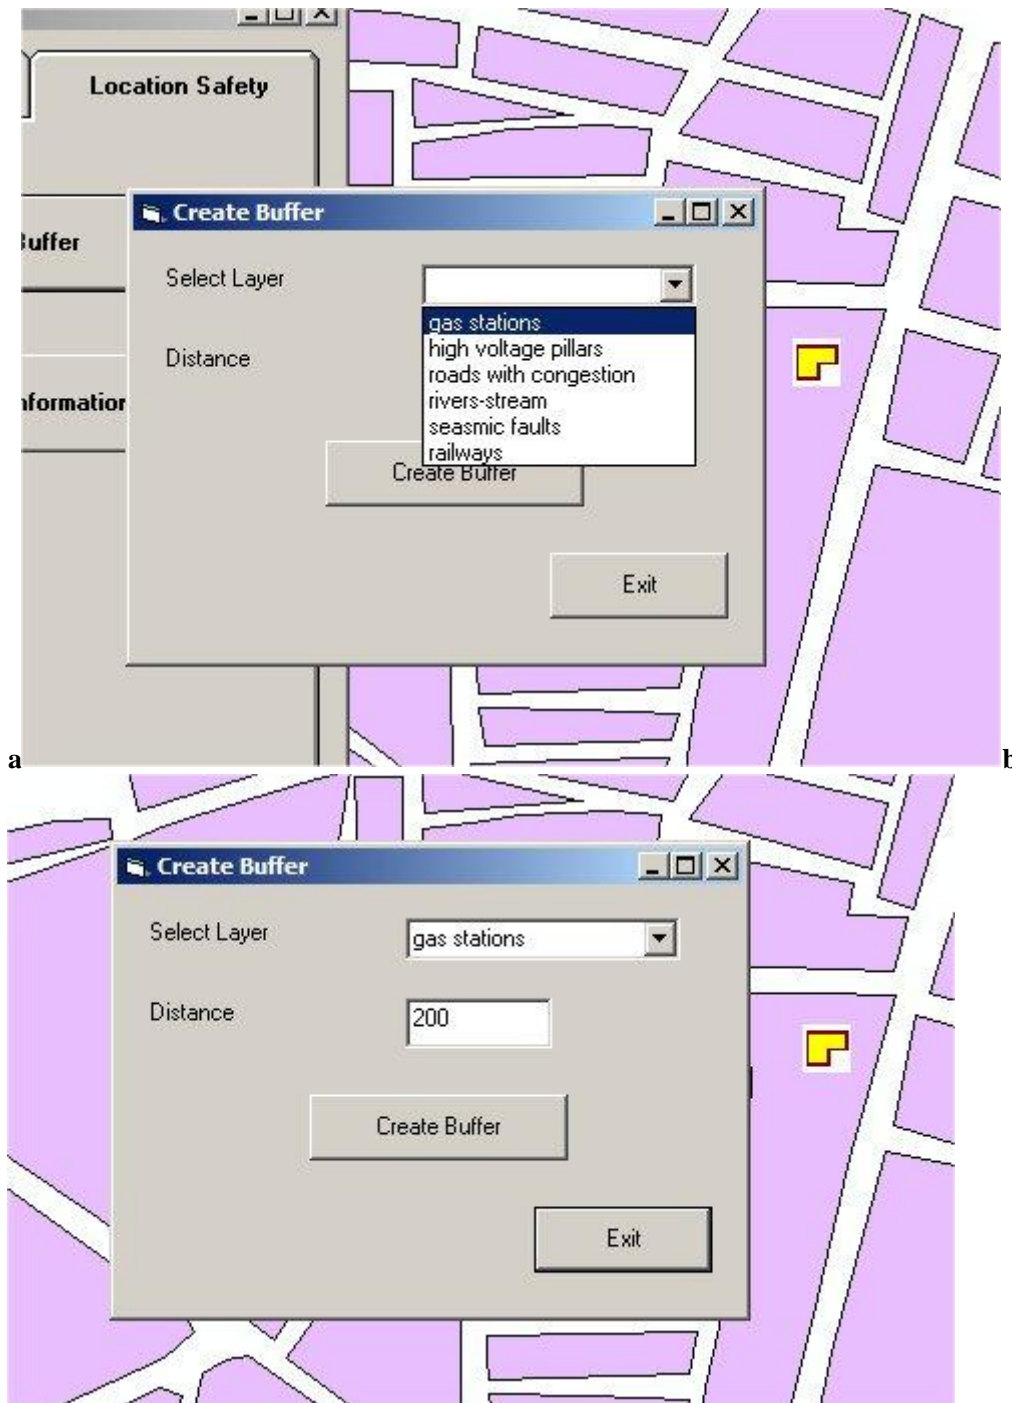 Location Safety
Buffer
Create Buffer
Select Layer
gas stations
high voltage pillars
roads with congestion
rivers-stream
seasmic faults
railways
Distance
nformation
Create Buffer
Exit
a
b
Create Buffer
Select Layer
gas stations
Distance
200
Create Buffer
Exit